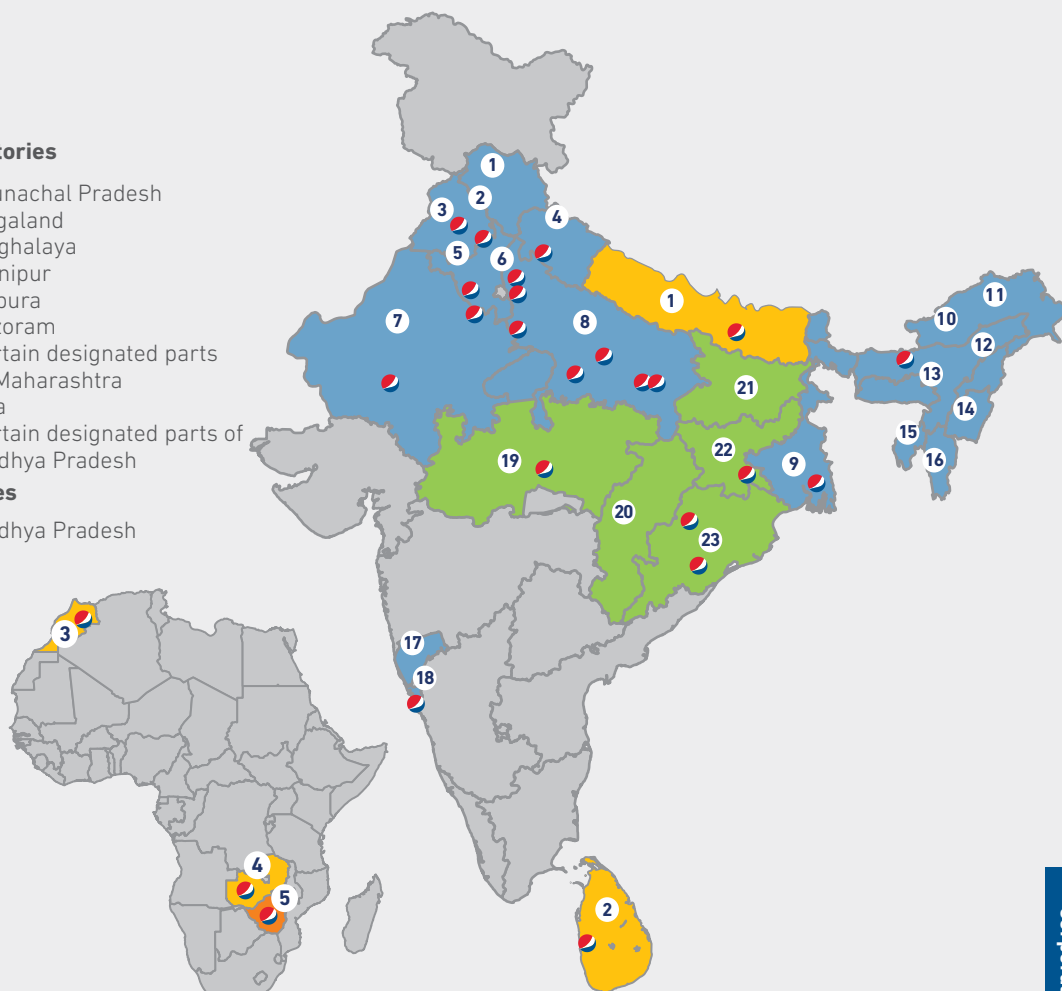 tories
unachal Pradesh
galand
ghalaya
nipur
pura
zoram
rtain designated parts
Maharashtra
a
rtain designated parts of
dhya Pradesh
es
dhya Pradesh
1
2
3
4
5
6
7
8
1
11
10
12
13
14
15
16
21
22
9
19
20
23
17
18
2
3
4
5